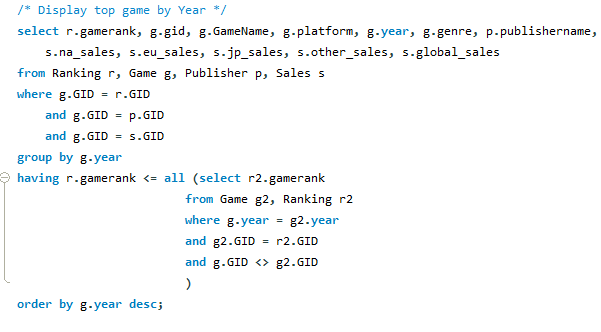 /* Display top game by Year */
select r.gamerank, g.gid, g.GameName, g.platform, g.year, g.genre, p.publishername,
s.na_sales, s.eu_sales, s.jp_sales, s.other_sales, s.global_sales
from Ranking r, Game g, Publisher p, Sales s
where g.GID = r.GID
and g.GID = p.GID
and g.GID = s.GID
group by g.year
having r.gamerank <= all (select r2.gamerank
from Game g2, Ranking r2
where g.year = g2.year
and g2.GID = r2.GID
and g.GID <> g2.GID
)
order by g.year desc;